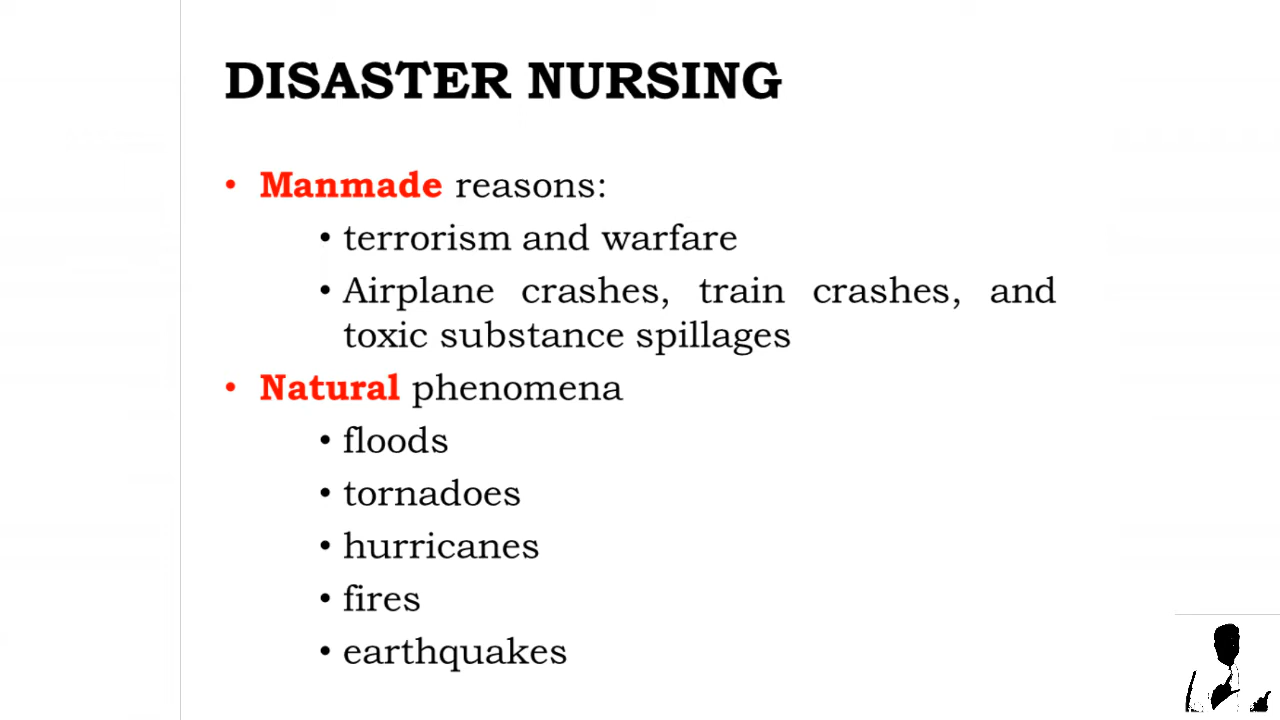 DISASTER NURSING
• Manmade reasons:
• terrorism and warfare
• Airplane crashes, train crashes, and
toxic substance spillages
• Natural phenomena
• floods
• tornadoes
• hurricanes
• fires
• earthquakes